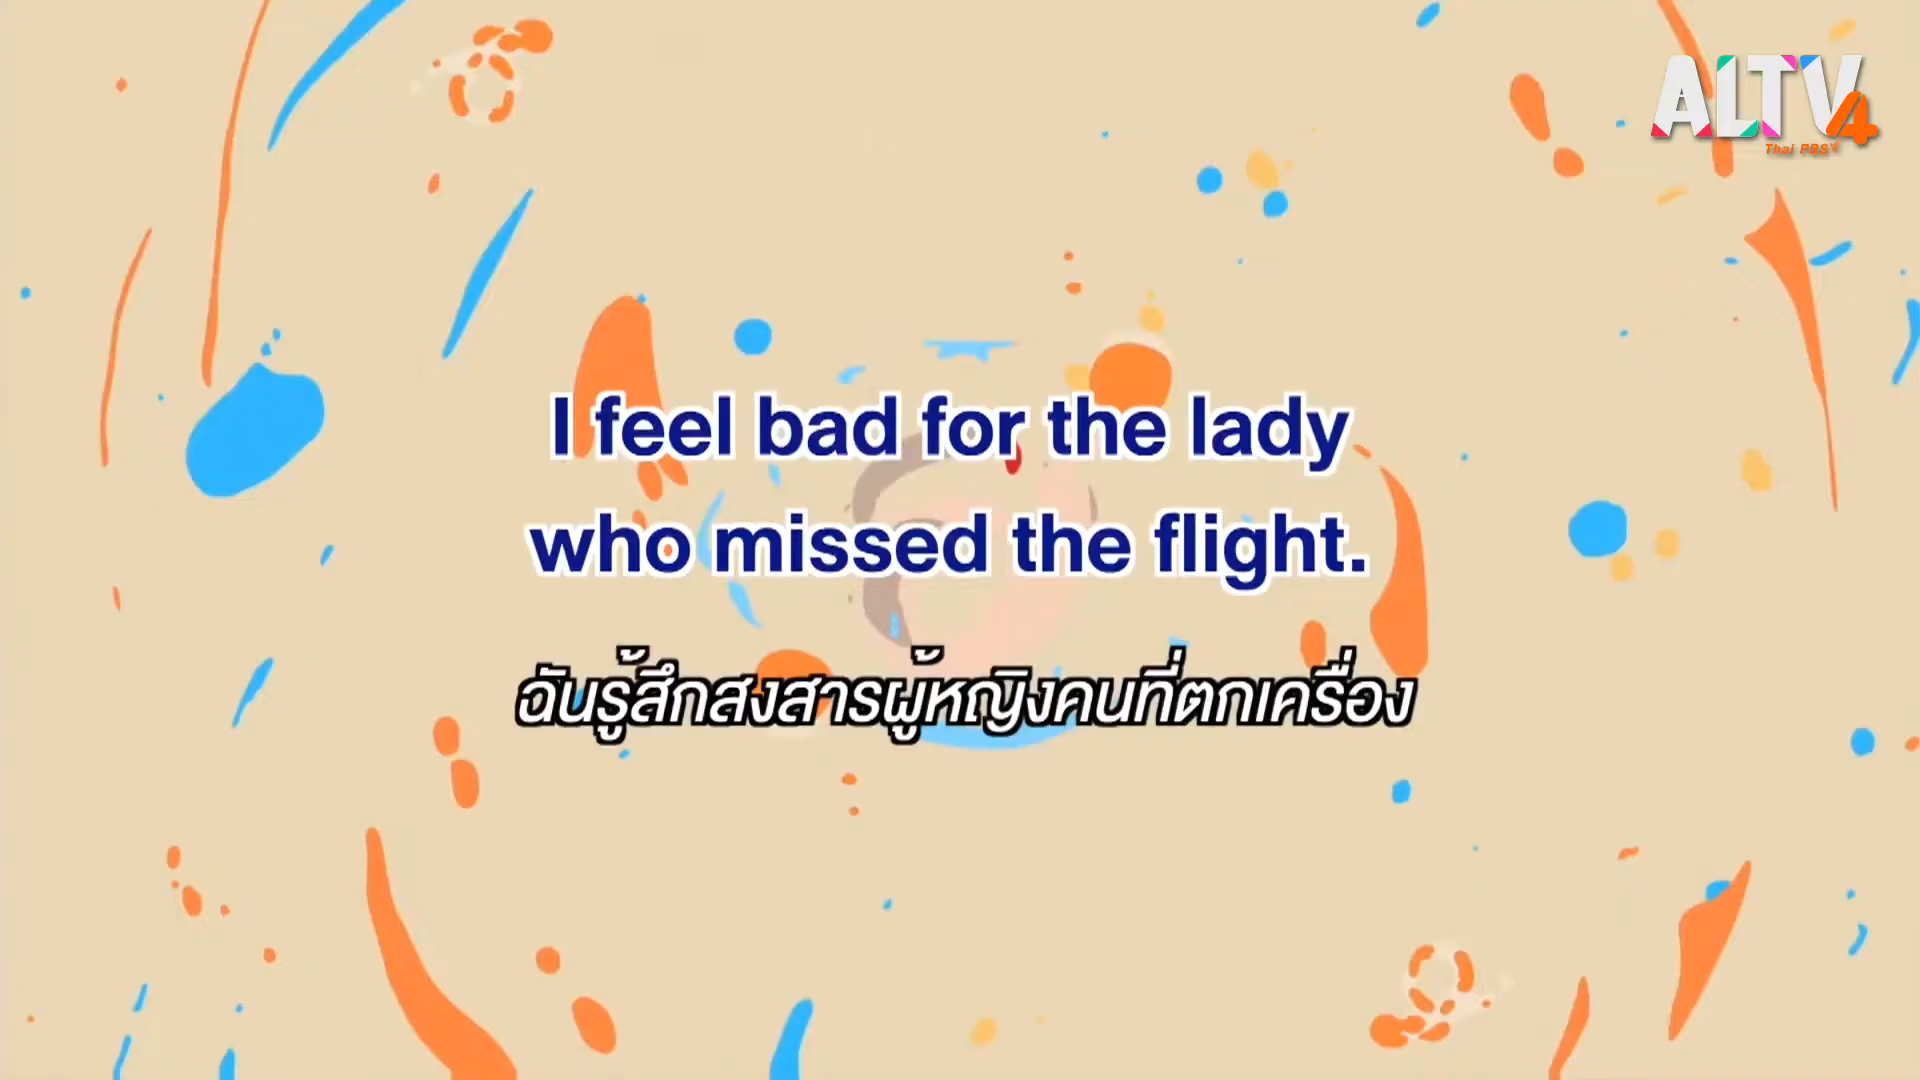 ALTV4
Thai PBS
I feel bad for the lady
who missed the flight.
ฉันรู้สึกสงสารผู้หญิงคนที่ตกเครื่อง